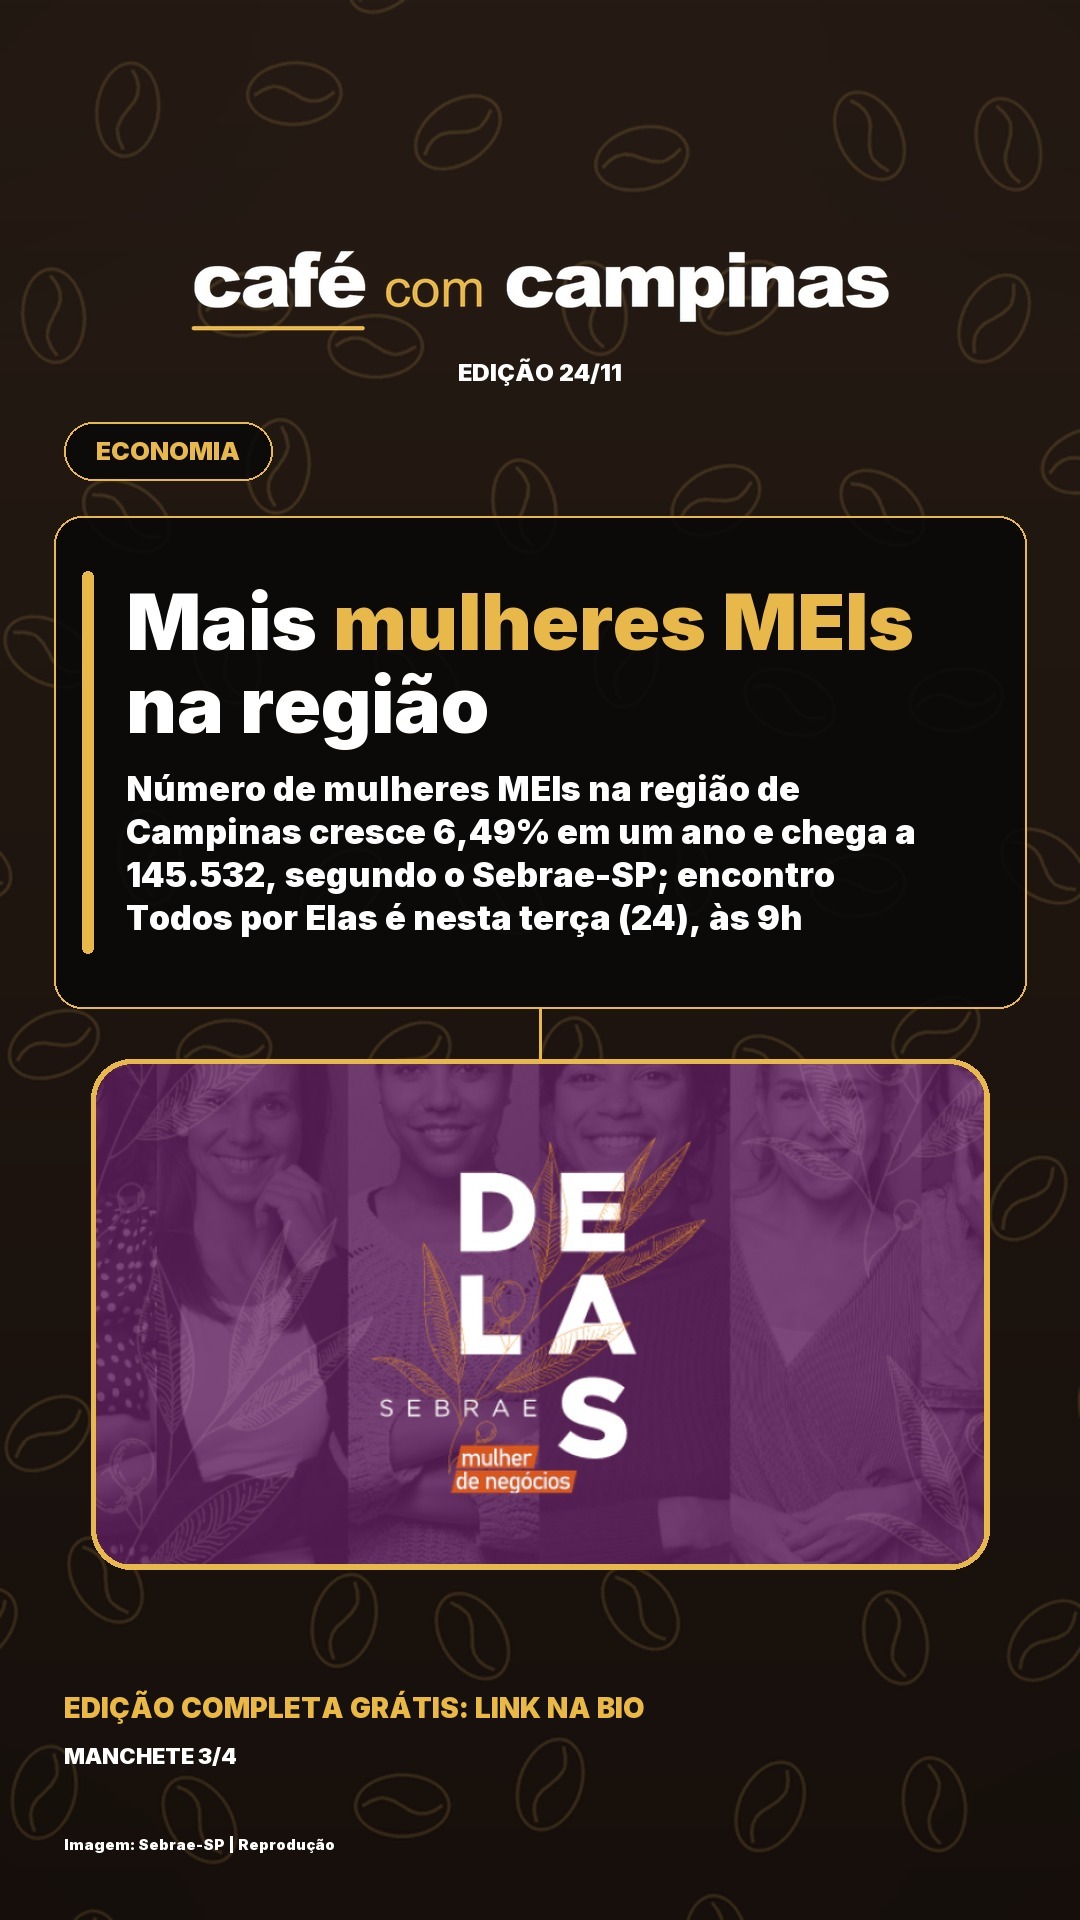 café com campinas
EDIÇÃO 24/11
ECONOMIA
Mais mulheres MEIs
na região
Número de mulheres MEIs na região de
Campinas cresce 6,49% em um ano e chega a
145.532, segundo o Sebrae-SP; encontro
Todos por Elas é nesta terça (24), às 9h
DE
LA
SEBRAE S
mulher
de negócios
EDIÇÃO COMPLETA GRÁTIS: LINK NA BIO
MANCHETE 3/4
Imagem: Sebrae-SP | Reprodução